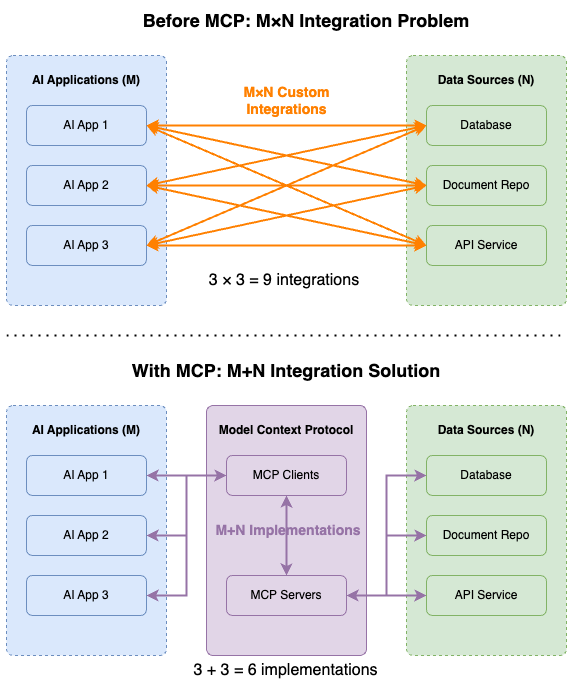 Before MCP: M×N Integration Problem
AI Applications (M)
Data Sources (N)
M×N Custom
Integrations
AI App 1
Database
AI App 2
Document Repo
AI App 3
API Service
3 × 3 = 9 integrations
With MCP: M+N Integration Solution
AI Applications (M)
Model Context Protocol
Data Sources (N)
AI App 1
MCP Clients
Database
AI App 2
M+N Implementations
Document Repo
AI App 3
MCP Servers
API Service
3 + 3 = 6 implementations